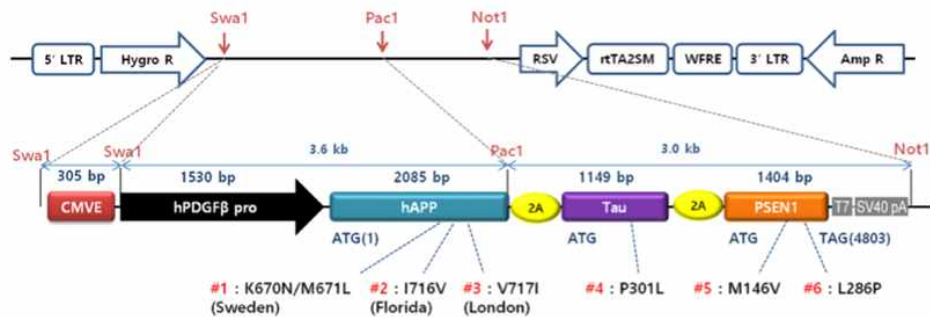 Swa1 Pac1 Not1
5′ LTR Hygro R RSV rtTA2SM WFRE 3′ LTR Amp R
Swa1 Swa1 3.6 kb Pac1 3.0 kb Not1
305 bp 1530 bp 2085 bp 1149 bp 1404 bp
CMVE hPDGFβ pro hAPP 2A Tau 2A PSEN1 T7 SV40 pA
ATG(1) ATG ATG TAG(4803)
#1 : K670N/M671L #2 : I716V #3 : V717I #4 : P301L #5 : M146V #6 : L286P
(Sweden) (Florida) (London)